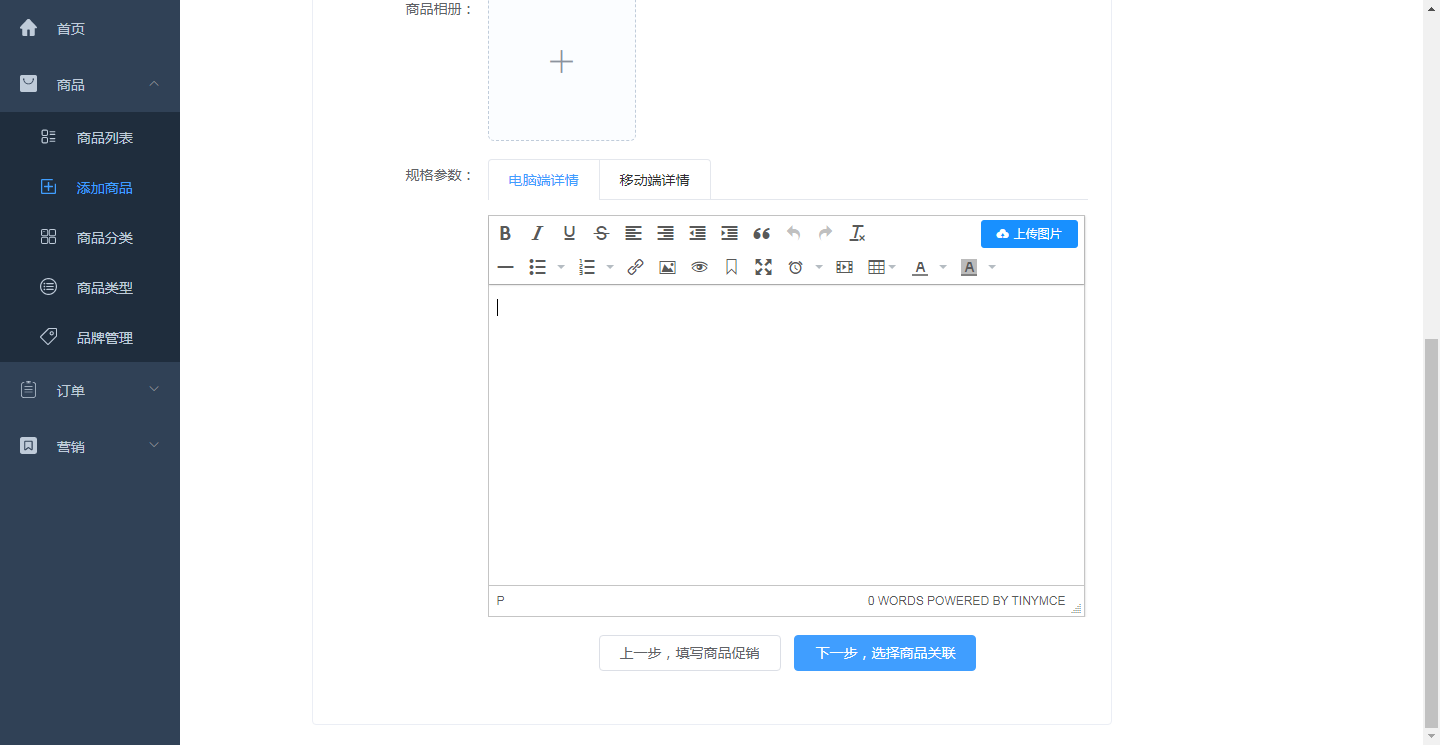 首页
商品
商品列表
添加商品
商品分类
商品类型
品牌管理
订单
营销
商品相册：
规格参数：
电脑端详情 移动端详情
上传图片
P 0 WORDS POWERED BY TINYMCE
上一步，填写商品促销 下一步，选择商品关联